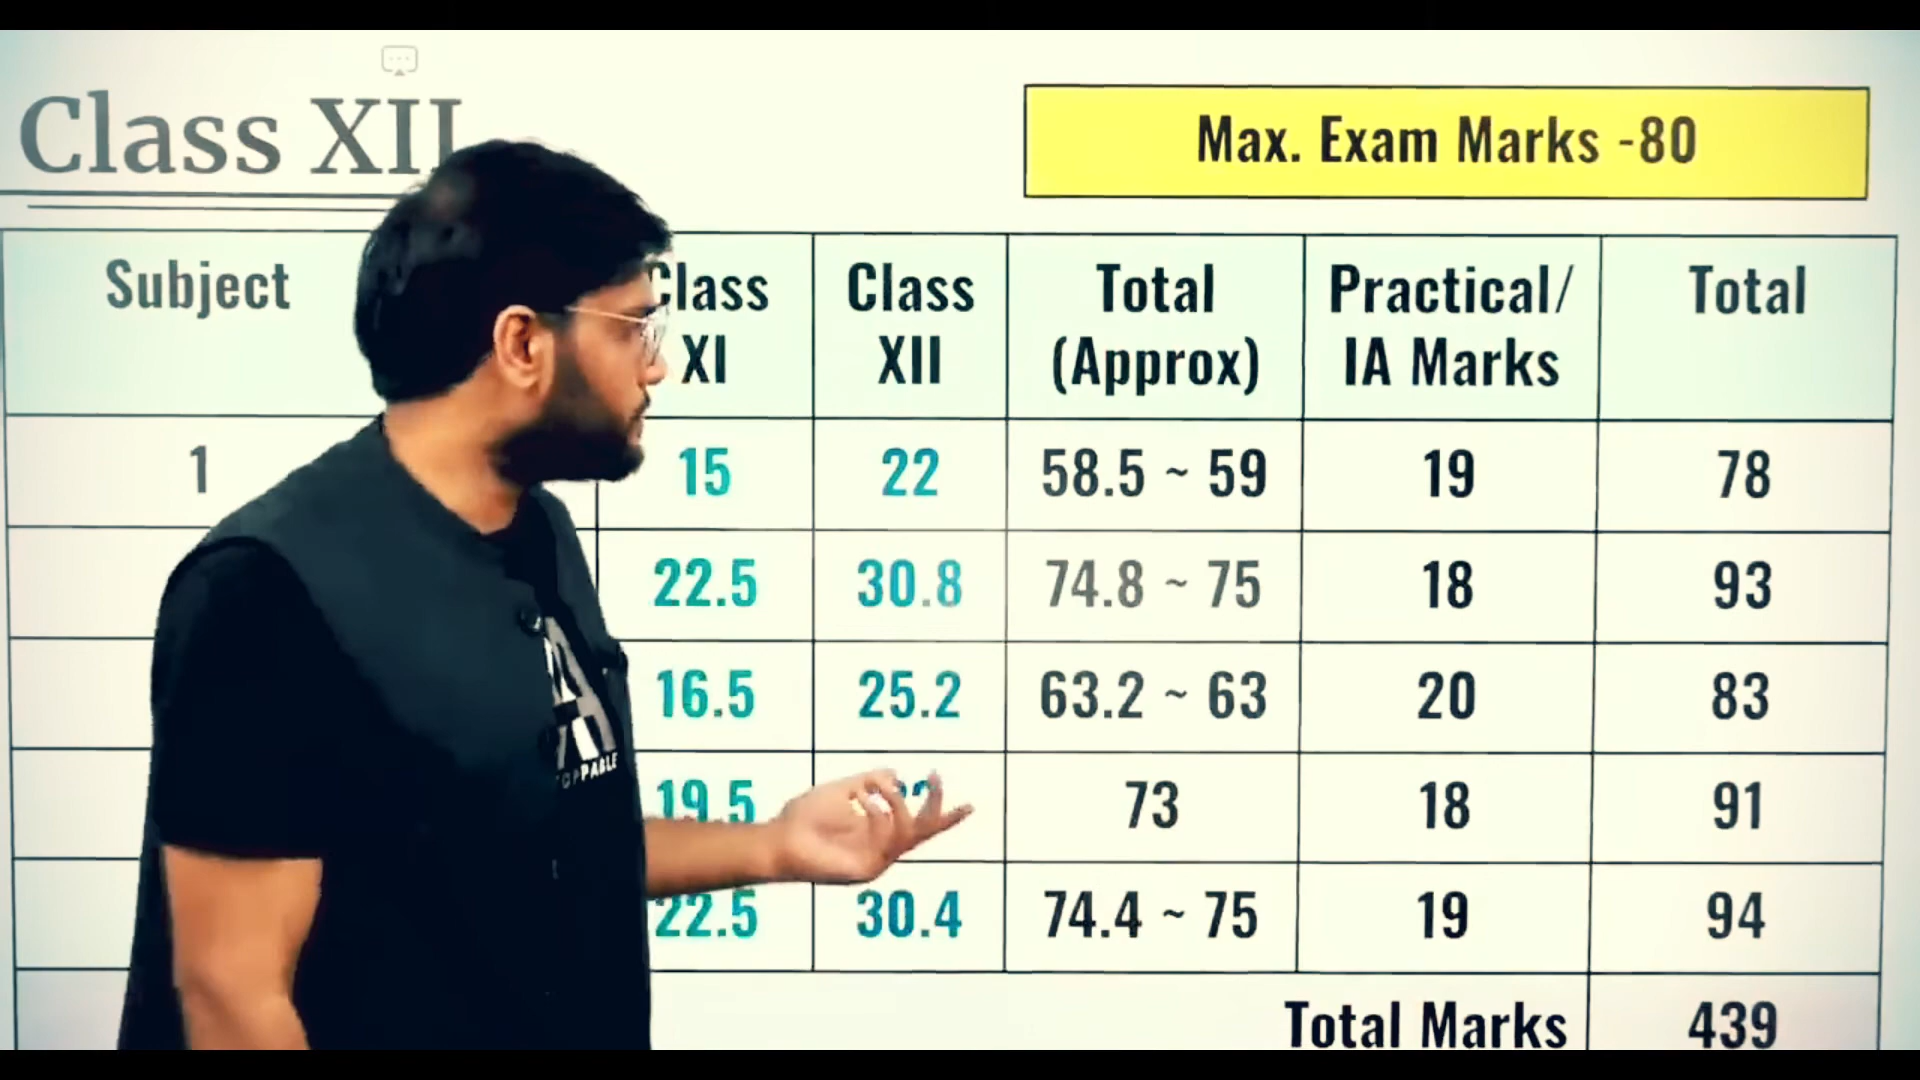 Class XII
Max. Exam Marks -80
Subject
Class XI
Class XII
Total (Approx)
Practical/ IA Marks
Total
1 15 22 58.5 ~ 59 19 78
22.5 30.8 74.8 ~ 75 18 93
16.5 25.2 63.2 ~ 63 20 83
19.5 73 18 91
22.5 30.4 74.4 ~ 75 19 94
Total Marks 439